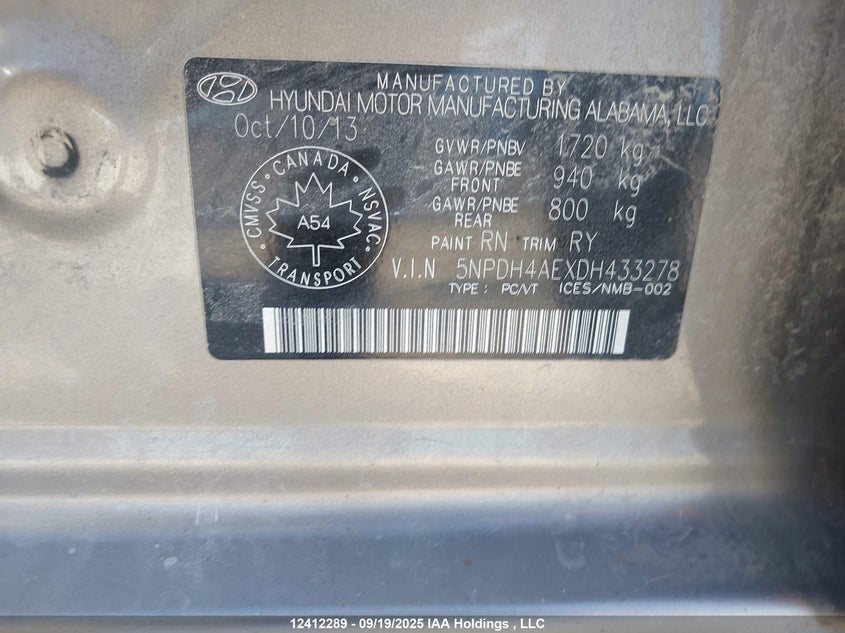 MANUFACTURED BY
HYUNDAI MOTOR MANUFACTURING ALABAMA, LLC
Oct/10/13
GVWR/PNBV 1720 kg
GAWR/PNBE FRONT 940 kg
GAWR/PNBE REAR 800 kg
CANADA
CMVSS NSVAC
A54
TRANSPORT
PAINT RN TRIM RY
V.I.N 5NPDH4AEXDH433278
TYPE : PC/VT ICES/NMB-002
12412289 - 09/19/2025 IAA Holdings , LLC